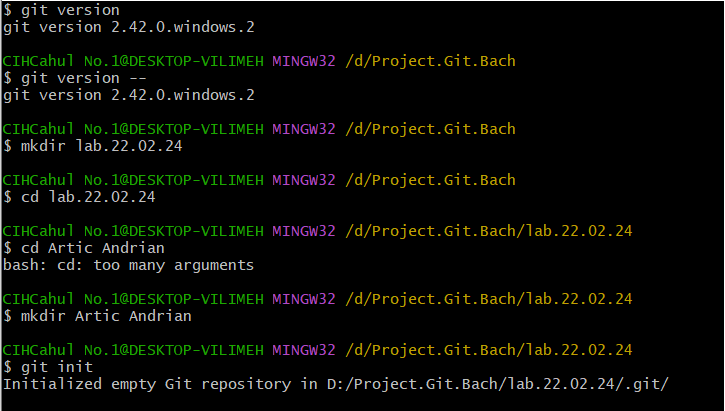 $ git version
git version 2.42.0.windows.2
CIHCahul No.1@DESKTOP-VILIMEH MINGW32 /d/Project.Git.Bach
$ git version --
git version 2.42.0.windows.2
CIHCahul No.1@DESKTOP-VILIMEH MINGW32 /d/Project.Git.Bach
$ mkdir lab.22.02.24
CIHCahul No.1@DESKTOP-VILIMEH MINGW32 /d/Project.Git.Bach
$ cd lab.22.02.24
CIHCahul No.1@DESKTOP-VILIMEH MINGW32 /d/Project.Git.Bach/lab.22.02.24
$ cd Artic Andrian
bash: cd: too many arguments
CIHCahul No.1@DESKTOP-VILIMEH MINGW32 /d/Project.Git.Bach/lab.22.02.24
$ mkdir Artic Andrian
CIHCahul No.1@DESKTOP-VILIMEH MINGW32 /d/Project.Git.Bach/lab.22.02.24
$ git init
Initialized empty Git repository in D:/Project.Git.Bach/lab.22.02.24/.git/